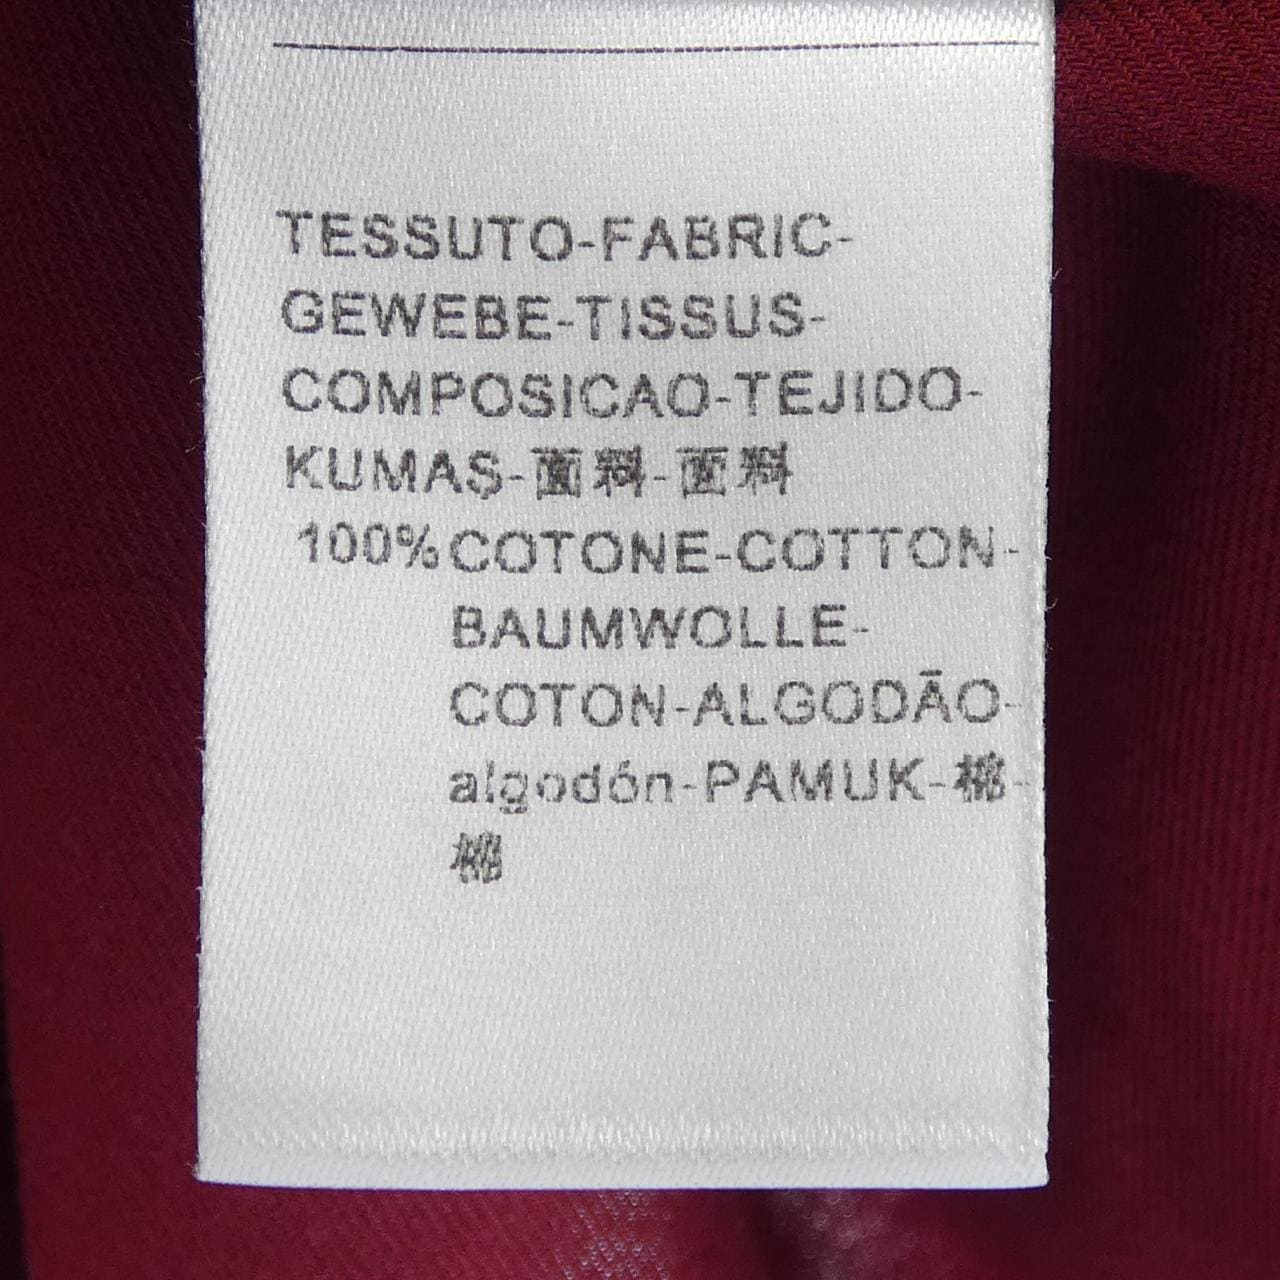 TESSUTO-FABRIC-
GEWEBE-TISSUS-
COMPOSICAO-TEJIDO-
KUMAŞ-面料-面料
100%COTONE-COTTON-
BAUMWOLLE-
COTON-ALGODÃO-
algodón-PAMUK-棉-
棉